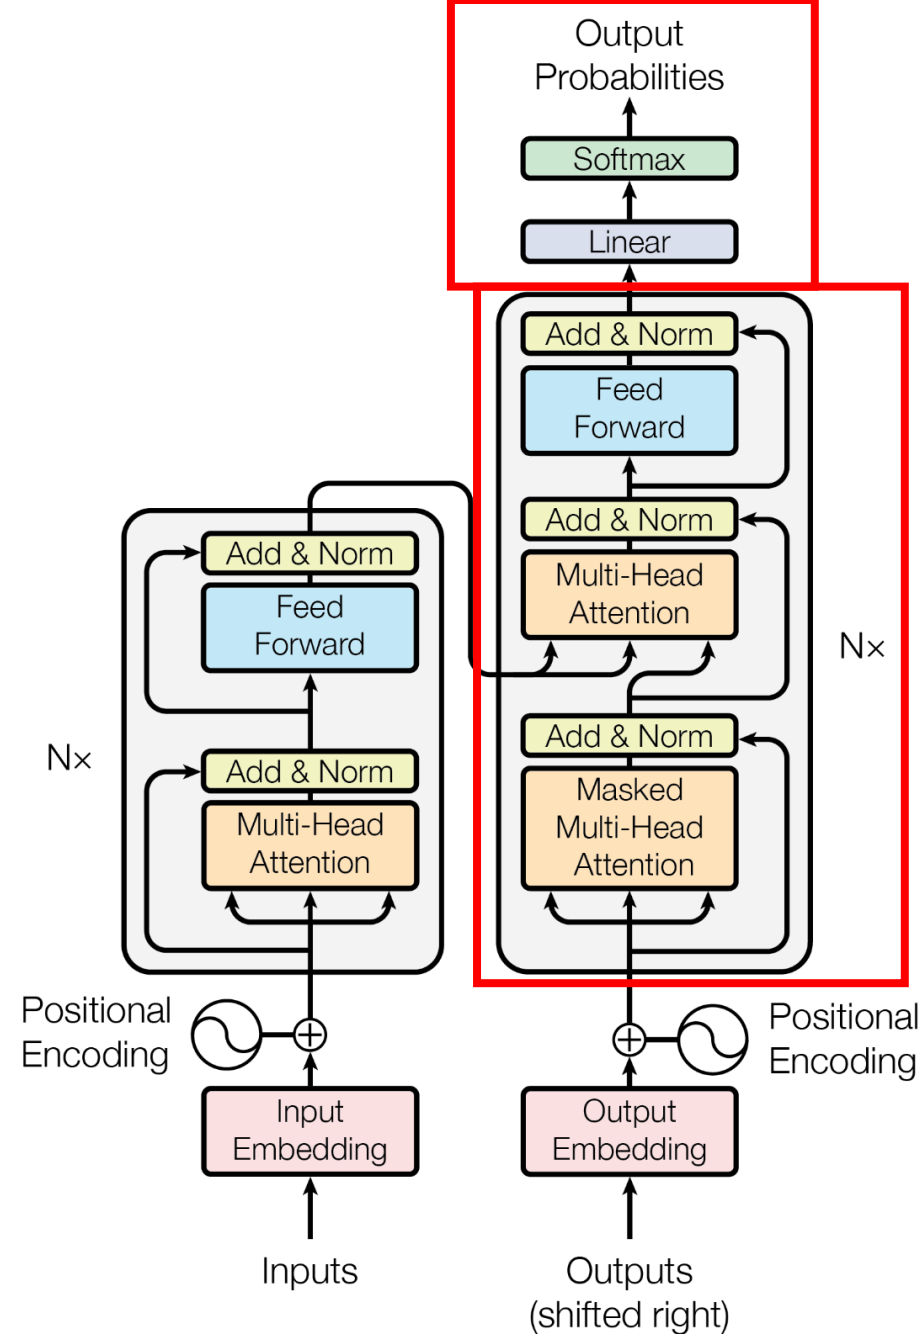 Output
Probabilities
Softmax
Linear
Add & Norm
Feed
Forward
Add & Norm
Multi-Head
Attention
N×
Add & Norm
Masked
Multi-Head
Attention
Add & Norm
Feed
Forward
N×
Add & Norm
Multi-Head
Attention
Positional
Encoding
Positional
Encoding
Input
Embedding
Output
Embedding
Inputs
Outputs
(shifted right)